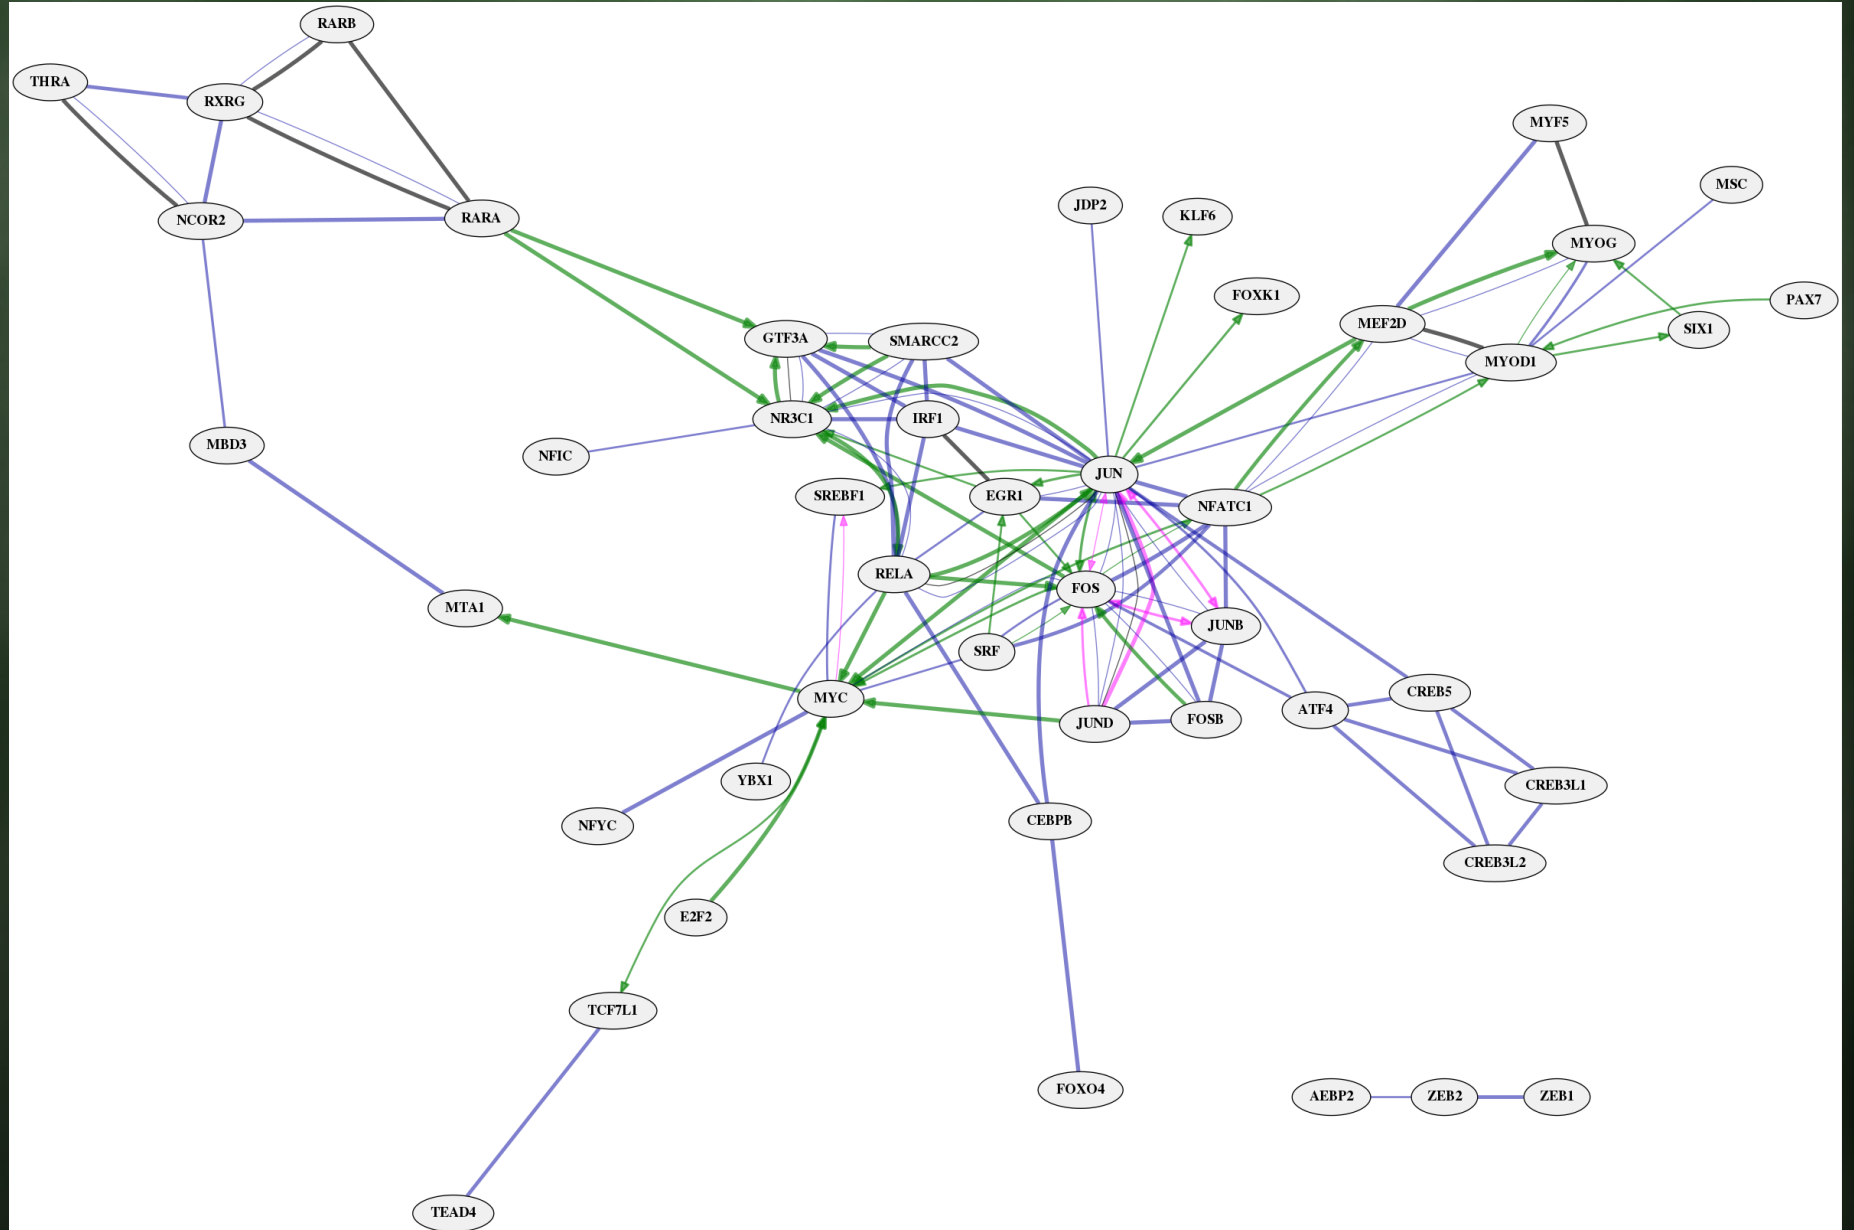 RARB
THRA
RXRG
MYF5
MSC
JDP2
KLF6
NCOR2
RARA
MYOG
FOXK1
PAX7
MEF2D
SIX1
GTF3A
SMARCC2
MYOD1
NR3C1
IRF1
MBD3
NFIC
JUN
SREBF1
EGR1
NFATC1
RELA
FOS
MTA1
JUNB
SRF
MYC
CREB5
ATF4
JUND
FOSB
YBX1
CREB3L1
NFYC
CEBPB
CREB3L2
E2F2
TCF7L1
FOXO4
AEBP2
ZEB2
ZEB1
TEAD4